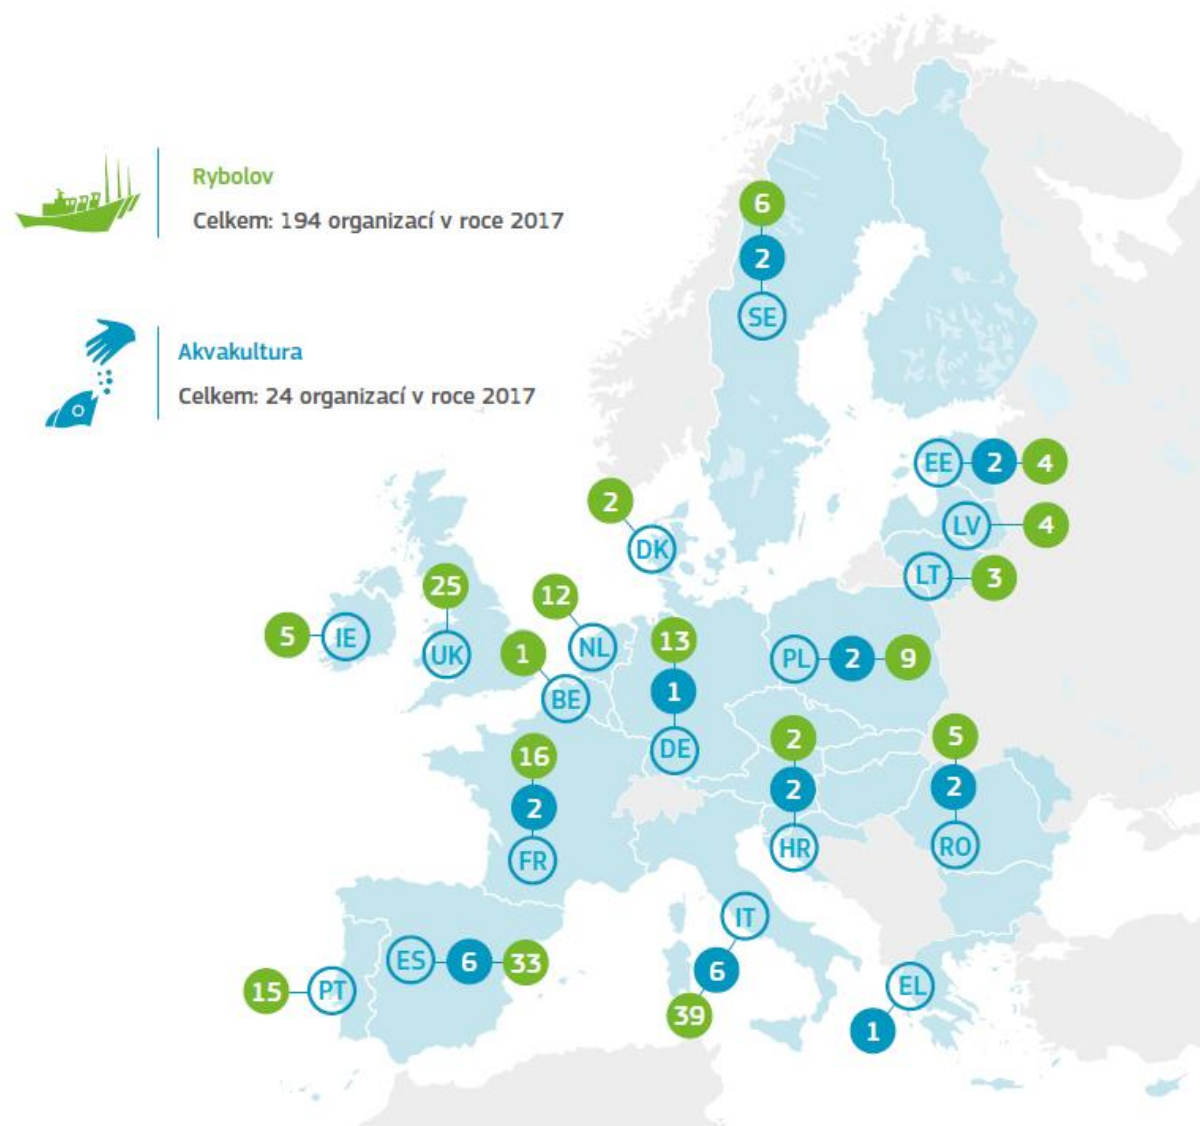 Rybolov
Celkem: 194 organizací v roce 2017
Akvakultura
Celkem: 24 organizací v roce 2017
6
2
SE
EE 2 4
LV 4
LT 3
2
DK
25
UK
5 IE
12
NL
1
BE
13
1
DE
PL 2 9
16
2
FR
2
2
HR
5
2
RO
IT
6
39
ES 6 33
15 PT
EL
1